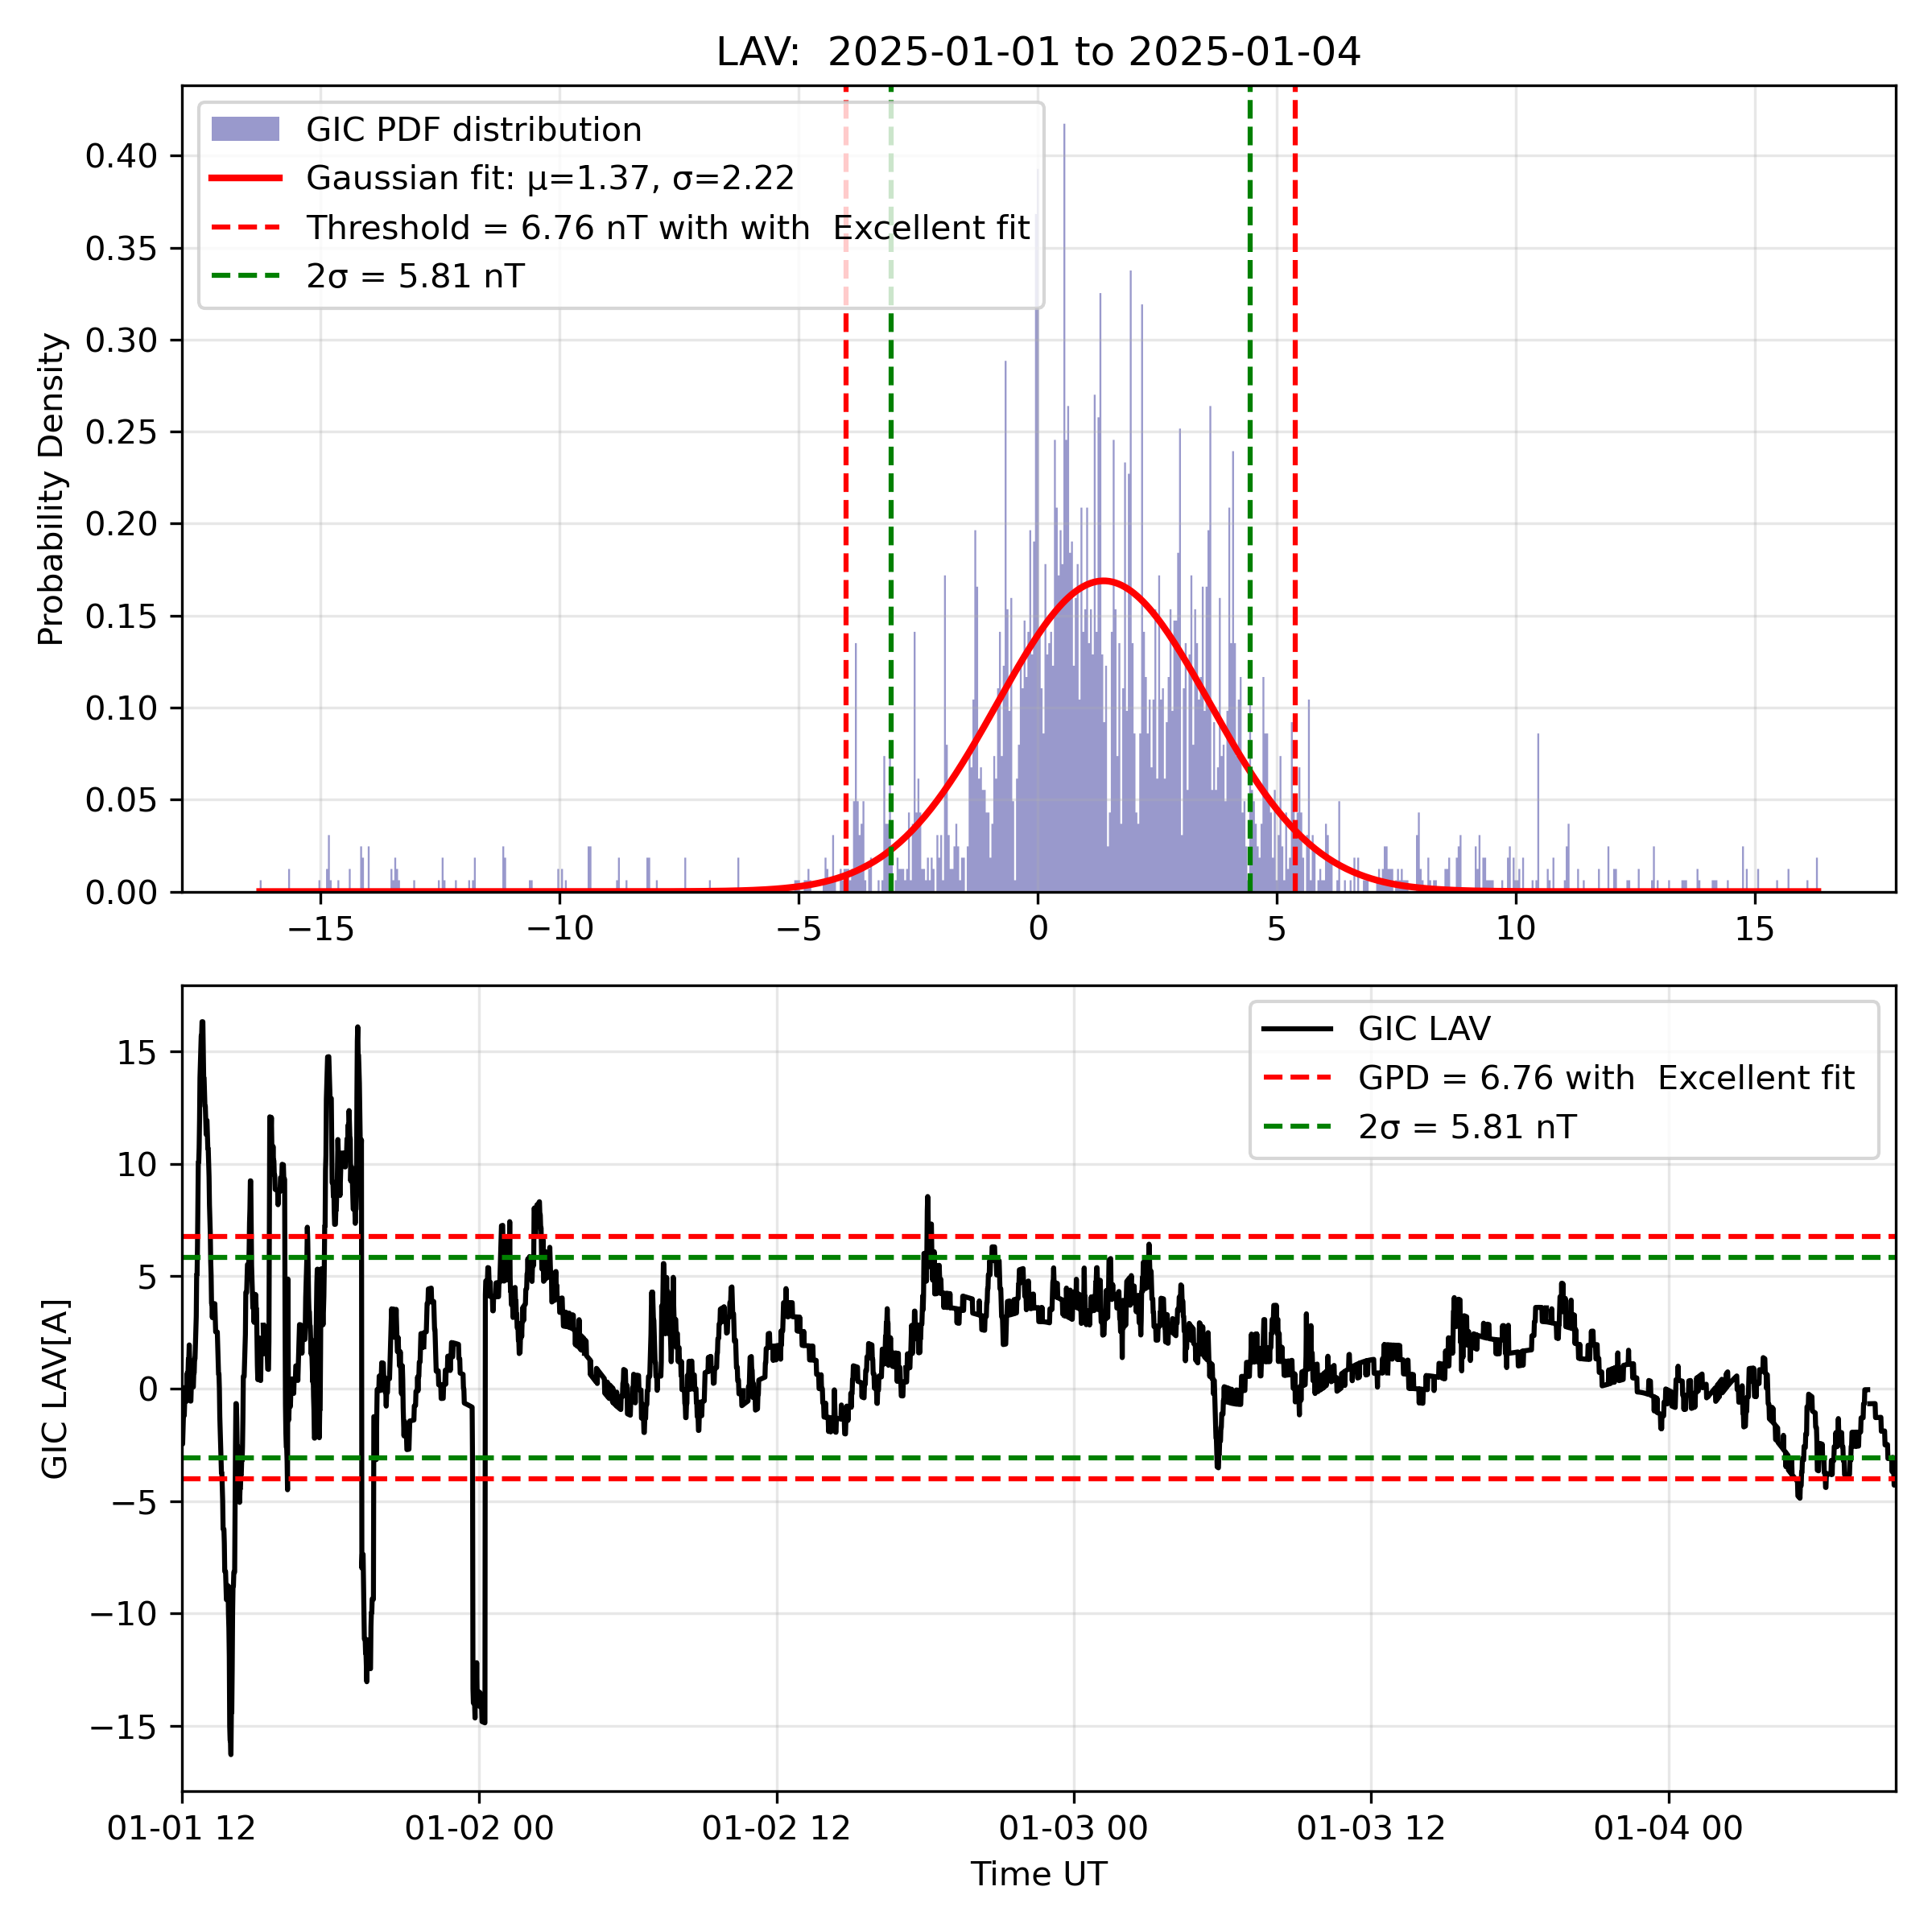 LAV:  2025-01-01 to 2025-01-04
GIC PDF distribution
Gaussian fit: μ=1.37, σ=2.22
Threshold = 6.76 nT with with  Excellent fit
2σ = 5.81 nT
Probability Density
0.40
0.35
0.30
0.25
0.20
0.15
0.10
0.05
0.00
−15 −10 −5 0 5 10 15
GIC LAV
GPD = 6.76 with  Excellent fit
2σ = 5.81 nT
GIC LAV[A]
15
10
5
0
−5
−10
−15
01-01 12 01-02 00 01-02 12 01-03 00 01-03 12 01-04 00
Time UT